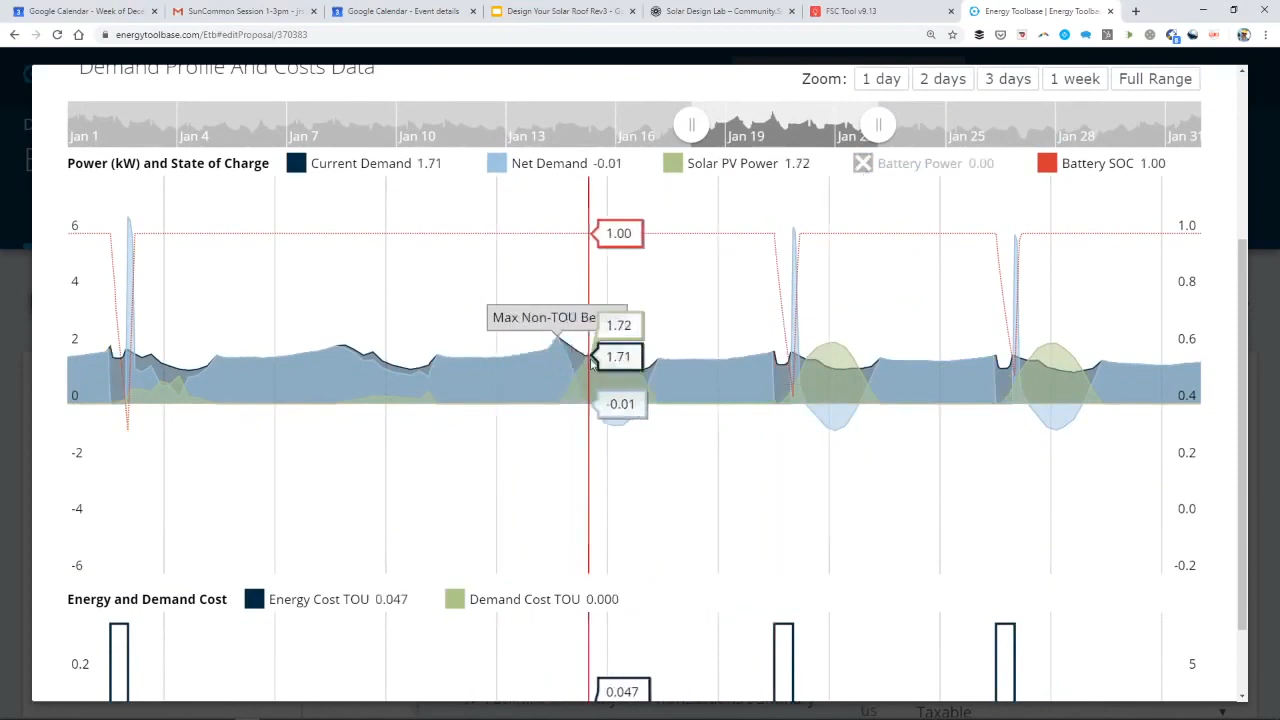 Google Calendar - Week of Dece
SunCommon Session 1-3pm - jra
Google Calendar - Event details
Design Your Solar Roof Rev3 - Go
Solar Design Lab – Community.S
FSC Tool v9.13
Energy Toolbase | Energy Toolba
energytoolbase.com/Etb#editProposal/370383
Demand Profile And Costs Data
Zoom: 1 day 2 days 3 days 1 week Full Range
Jan 1 Jan 4 Jan 7 Jan 10 Jan 13 Jan 16 Jan 19 Jan 2 Jan 25 Jan 28 Jan 31
Power (kW) and State of Charge Current Demand 1.71 Net Demand -0.01 Solar PV Power 1.72 Battery Power 0.00 Battery SOC 1.00
6 1.0
1.00
4 0.8
Max Non-TOU Be
1.72
2 0.6
1.71
0 0.4
-0.01
-2 0.2
-4 0.0
-6 -0.2
Energy and Demand Cost Energy Cost TOU 0.047 Demand Cost TOU 0.000
0.2 5
0.047
us Taxable